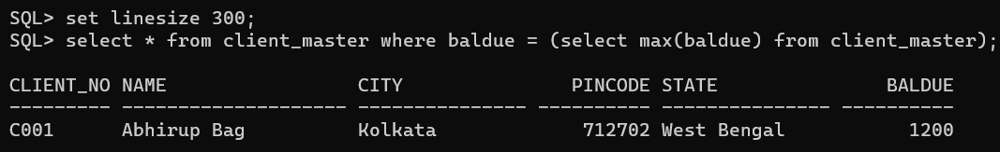 SQL> set linesize 300;
SQL> select * from client_master where baldue = (select max(baldue) from client_master);
CLIENT_NO NAME                 CITY               PINCODE STATE               BALDUE
--------- -------------------- --------------- ---------- --------------- ----------
C001      Abhirup Bag          Kolkata             712702 West Bengal           1200